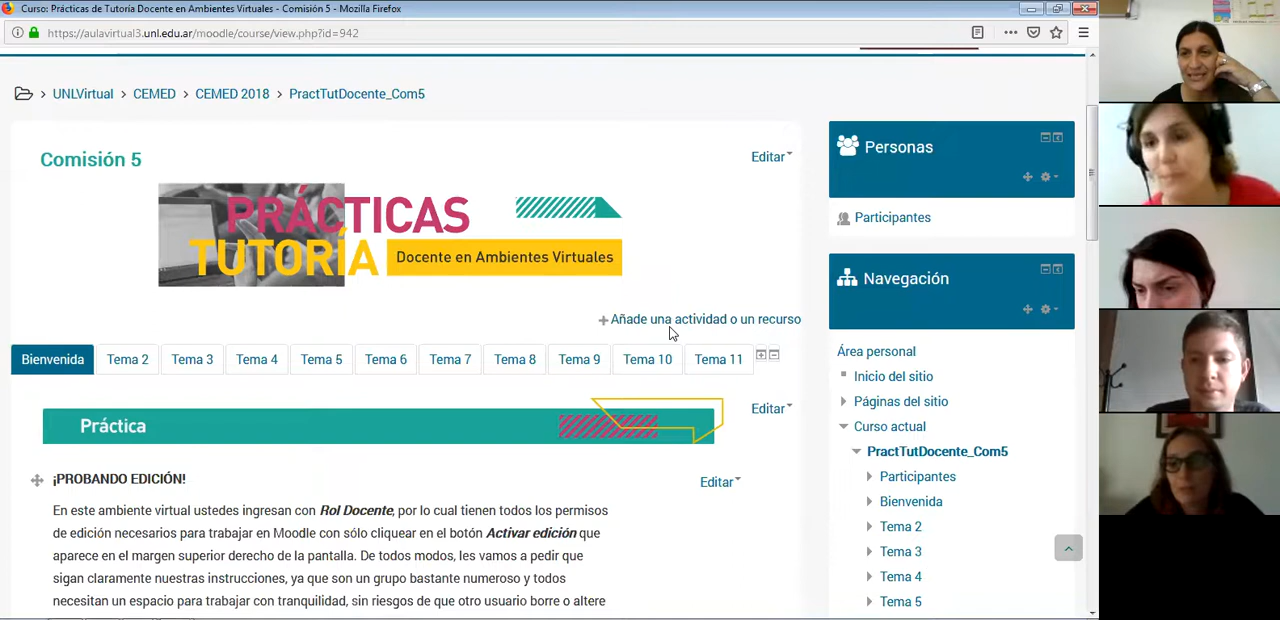 Curso: Prácticas de Tutoría Docente en Ambientes Virtuales - Comisión 5 - Mozilla Firefox
https://aulavirtual3.unl.edu.ar/moodle/course/view.php?id=942
UNLVirtual > CEMED > CEMED 2018 > PractTutDocente_Com5
Comisión 5
Editar
PRÁCTICAS
TUTORÍA Docente en Ambientes Virtuales
Añade una actividad o un recurso
Bienvenida Tema 2 Tema 3 Tema 4 Tema 5 Tema 6 Tema 7 Tema 8 Tema 9 Tema 10 Tema 11
Práctica
Editar
¡PROBANDO EDICIÓN!
Editar
En este ambiente virtual ustedes ingresan con Rol Docente, por lo cual tienen todos los permisos
de edición necesarios para trabajar en Moodle con sólo cliquear en el botón Activar edición que
aparece en el margen superior derecho de la pantalla. De todos modos, les vamos a pedir que
sigan claramente nuestras instrucciones, ya que son un grupo bastante numeroso y todos
necesitan un espacio para trabajar con tranquilidad, sin riesgos de que otro usuario borre o altere
Personas
Participantes
Navegación
Área personal
Inicio del sitio
Páginas del sitio
Curso actual
PractTutDocente_Com5
Participantes
Bienvenida
Tema 2
Tema 3
Tema 4
Tema 5